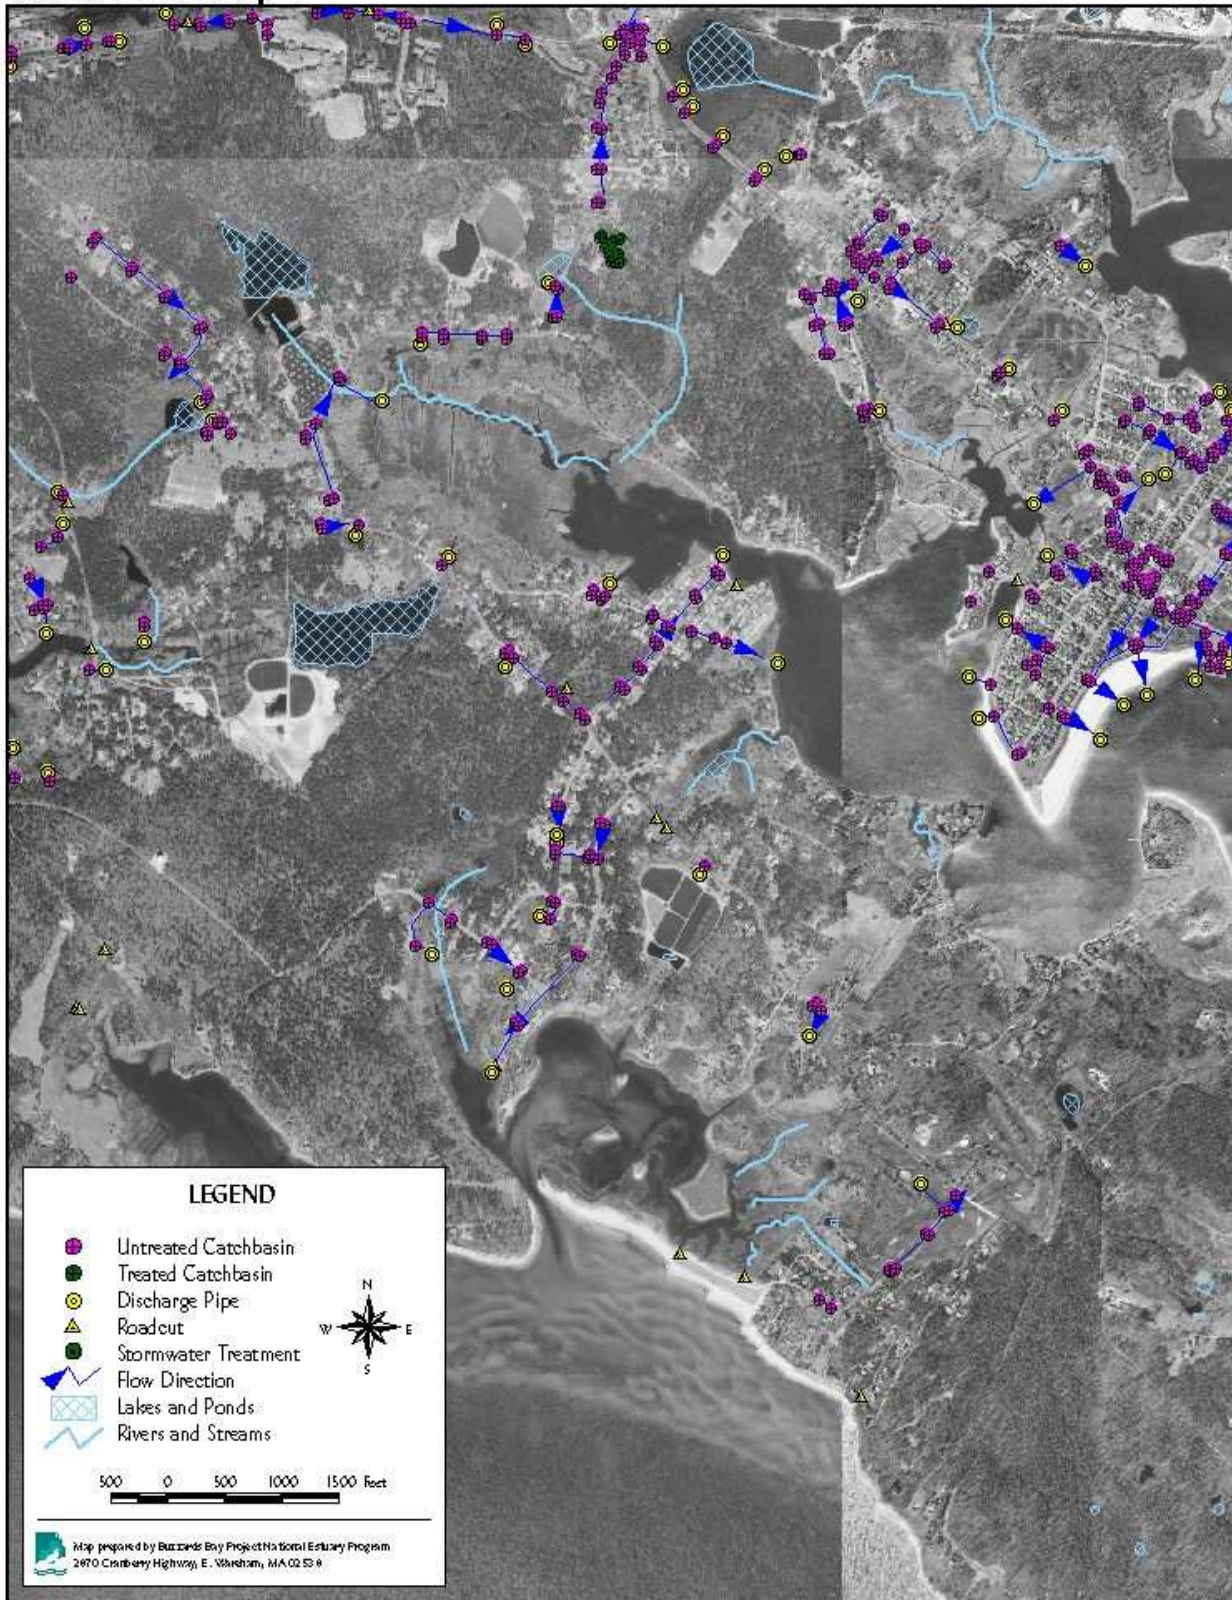 LEGEND
Untreated Catchbasin
Treated Catchbasin
Discharge Pipe
Roadcut
Stormwater Treatment
Flow Direction
Lakes and Ponds
Rivers and Streams
N
W E
S
500 0 500 1000 1500 Feet
Map prepared by Buzzards Bay Project National Estuary Program
2870 Cranberry Highway, E. Wareham, MA 02538